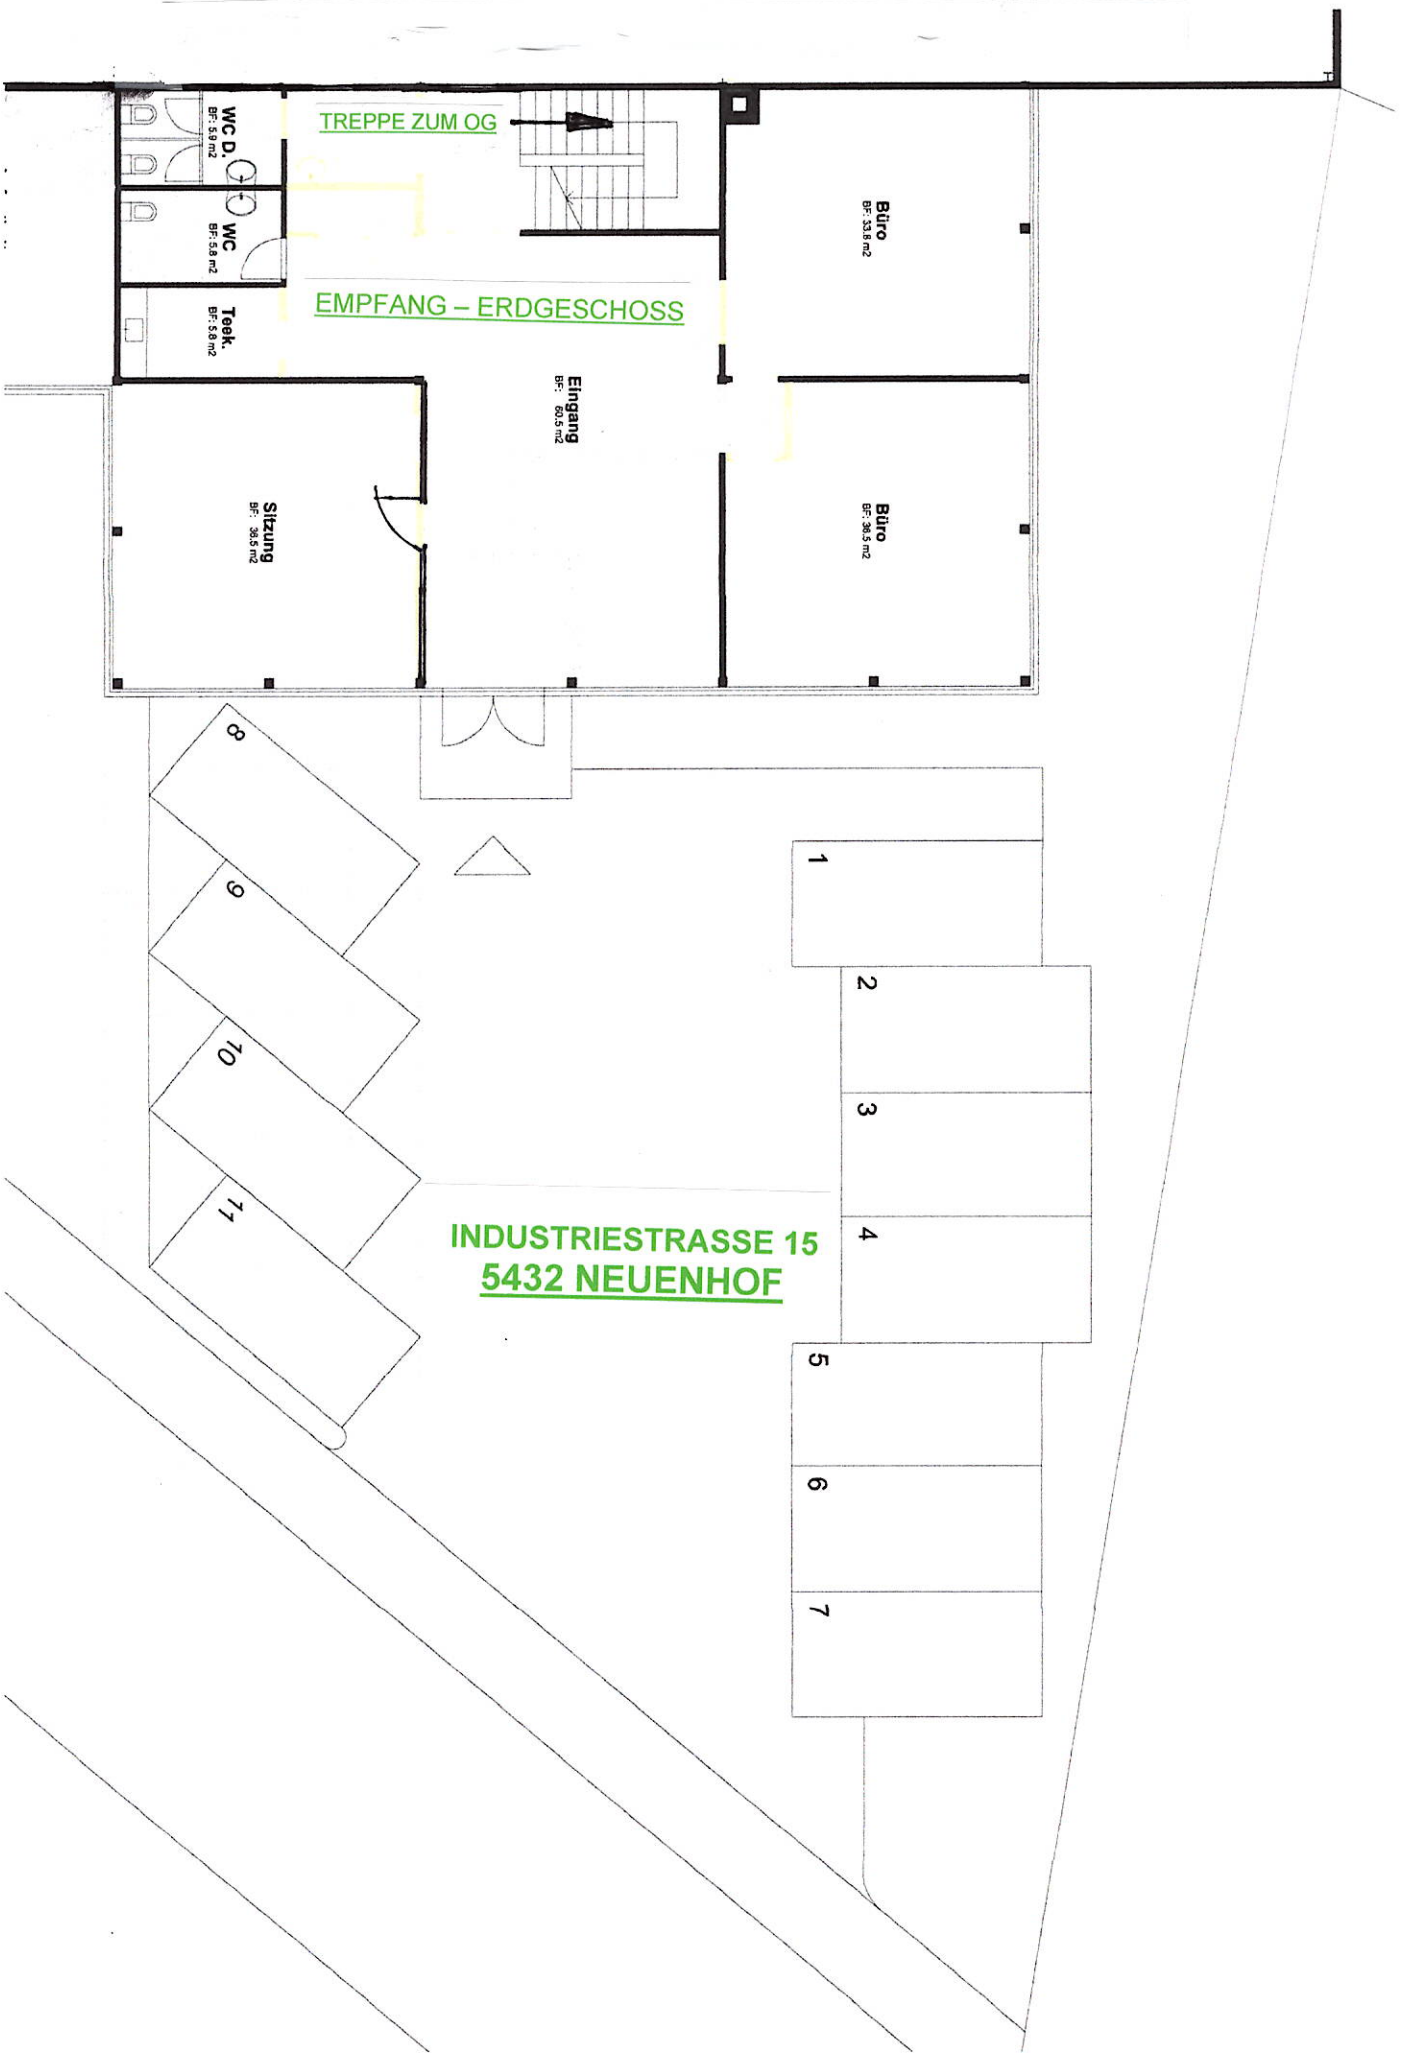 TREPPE ZUM OG
WC D.
BF: 5.9 m2
WC
BF: 5.8 m2
Teek.
BF: 5.8 m2
EMPFANG – ERDGESCHOSS
Büro
BF: 33.8 m2
Eingang
BF: 60.5 m2
Sitzung
BF: 36.5 m2
Büro
BF: 36.5 m2
8
9
10
11
1
2
3
4
5
6
7
INDUSTRIESTRASSE 15
5432 NEUENHOF